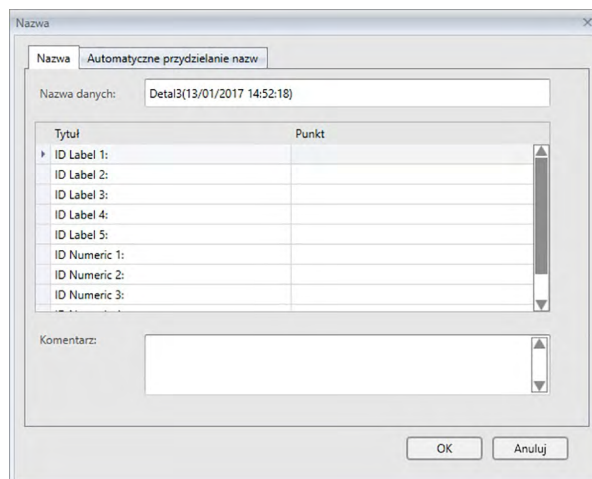 Nazwa
Nazwa Automatyczne przydzielanie nazw
Nazwa danych: Detal3(13/01/2017 14:52:18)
Tytuł Punkt
ID Label 1:
ID Label 2:
ID Label 3:
ID Label 4:
ID Label 5:
ID Numeric 1:
ID Numeric 2:
ID Numeric 3:
Komentarz:
OK Anuluj